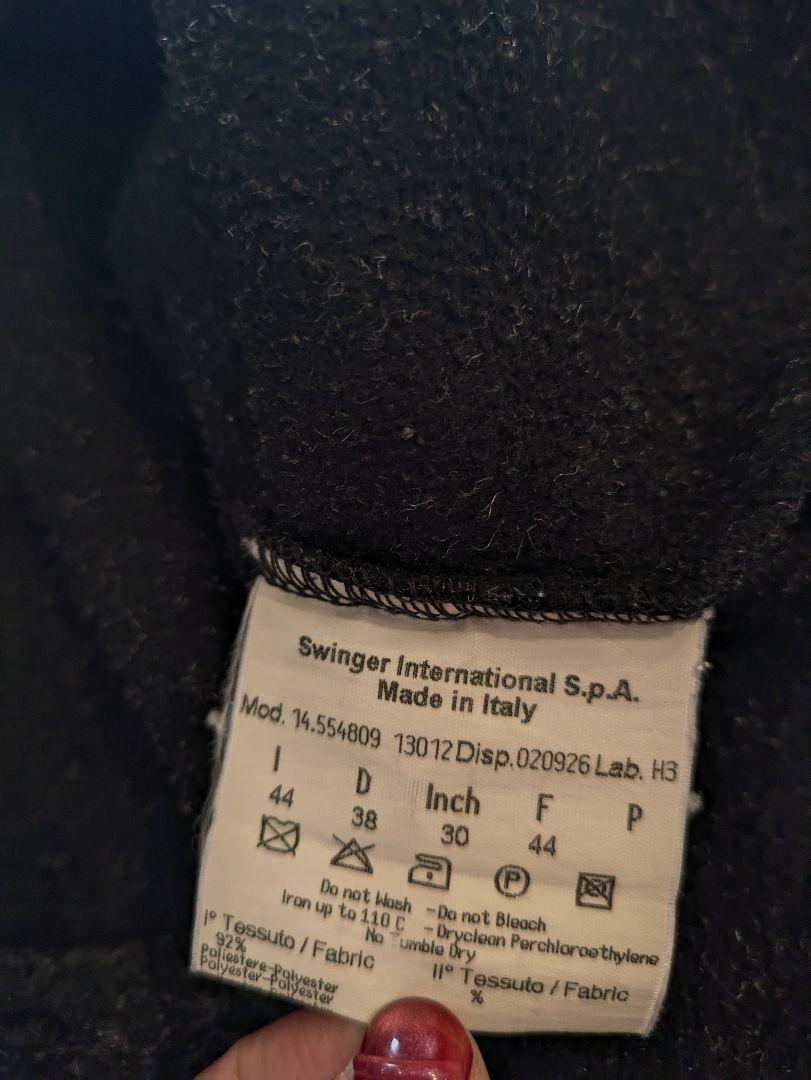 Swinger International S.p.A.
Made in Italy
Mod. 14.554809 13012 Disp.020926 Lab. H3
I D Inch F P
44 38 30 44
P
Do not Wash - Do not Bleach
Iron up to 110 C - Dryclean Perchloroethylene
No Tumble Dry
I° Tessuto / Fabric II° Tessuto / Fabric
92% %
Poliestere-Polyester
Polyester-Polyester